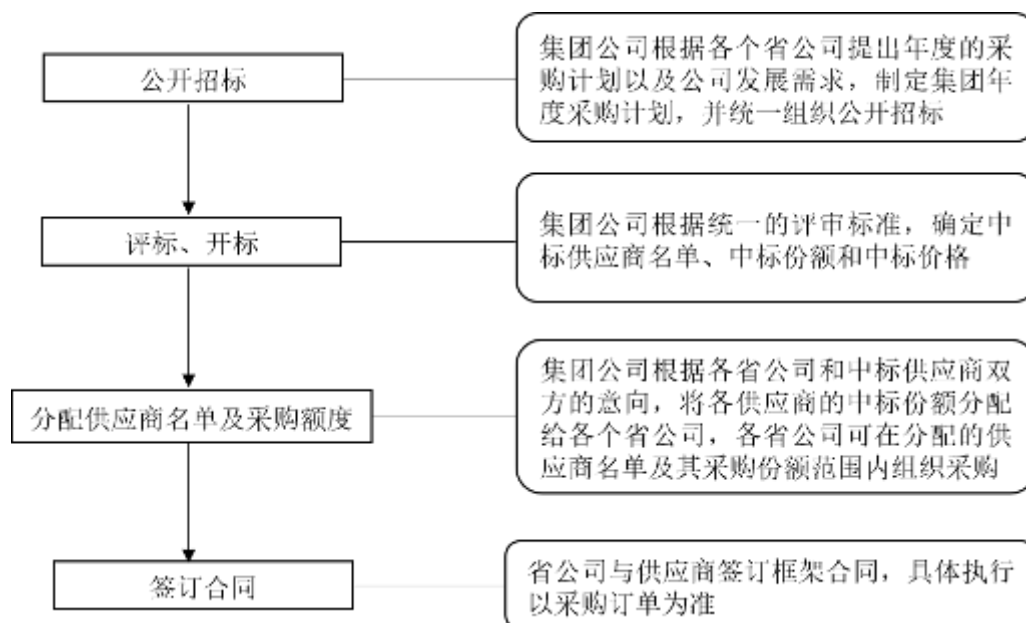 公开招标
集团公司根据各个省公司提出年度的采
购计划以及公司发展需求，制定集团年
度采购计划，并统一组织公开招标
评标、开标
集团公司根据统一的评审标准，确定中
标供应商名单、中标份额和中标价格
分配供应商名单及采购额度
集团公司根据各省公司和中标供应商双
方的意向，将各供应商的中标份额分配
给各个省公司，各省公司可在分配的供
应商名单及其采购份额范围内组织采购
签订合同
省公司与供应商签订框架合同，具体执行
以采购订单为准